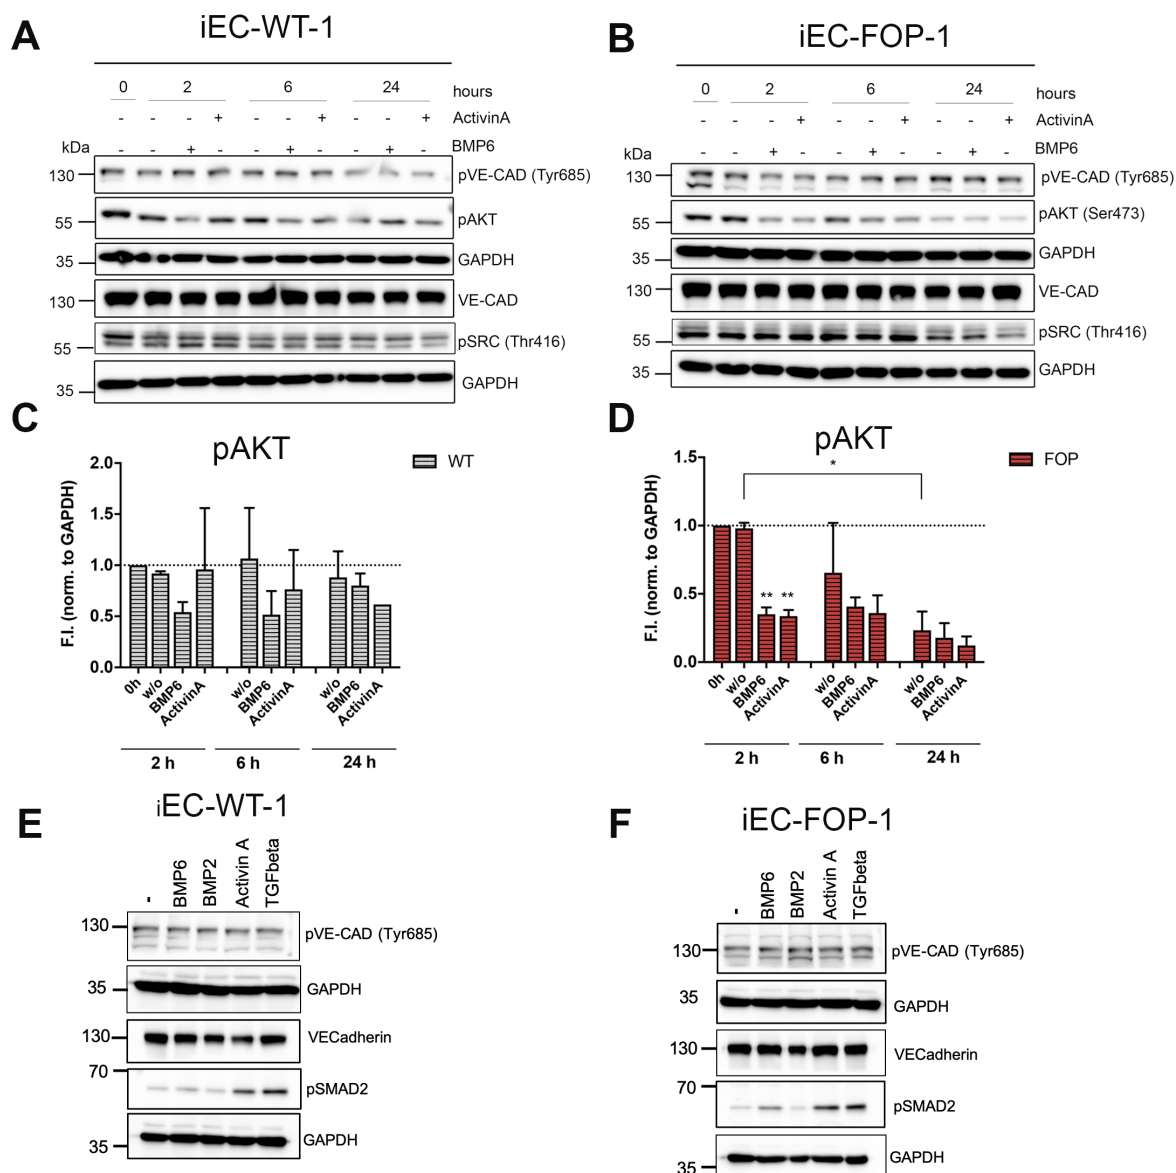 A
iEC-WT-1
0 2 6 24 hours
- - - + - - + - - + ActivinA
- - + - - + - - + - BMP6
kDa
130 pVE-CAD (Tyr685)
55 pAKT
35 GAPDH
130 VE-CAD
55 pSRC (Thr416)
35 GAPDH
B
iEC-FOP-1
0 2 6 24 hours
- - - + - - + - - + ActivinA
- - + - - + - - + - BMP6
kDa
130 pVE-CAD (Tyr685)
55 pAKT (Ser473)
35 GAPDH
130 VE-CAD
55 pSRC (Thr416)
35 GAPDH
C
pAKT
WT
F.I. (norm. to GAPDH)
2.0
1.5
1.0
0.5
0.0
0h w/o BMP6 ActivinA w/o BMP6 ActivinA w/o BMP6 ActivinA
2 h 6 h 24 h
D
pAKT
FOP
F.I. (norm. to GAPDH)
1.5
1.0
0.5
0.0
*
** **
0h w/o BMP6 ActivinA w/o BMP6 ActivinA w/o BMP6 ActivinA
2 h 6 h 24 h
E
iEC-WT-1
- BMP6 BMP2 Activin A TGFbeta
130 pVE-CAD (Tyr685)
35 GAPDH
130 VECadherin
70
pSMAD2
35 GAPDH
F
iEC-FOP-1
- BMP6 BMP2 Activin A TGFbeta
130 pVE-CAD (Tyr685)
35 GAPDH
130 VECadherin
70
pSMAD2
35 GAPDH